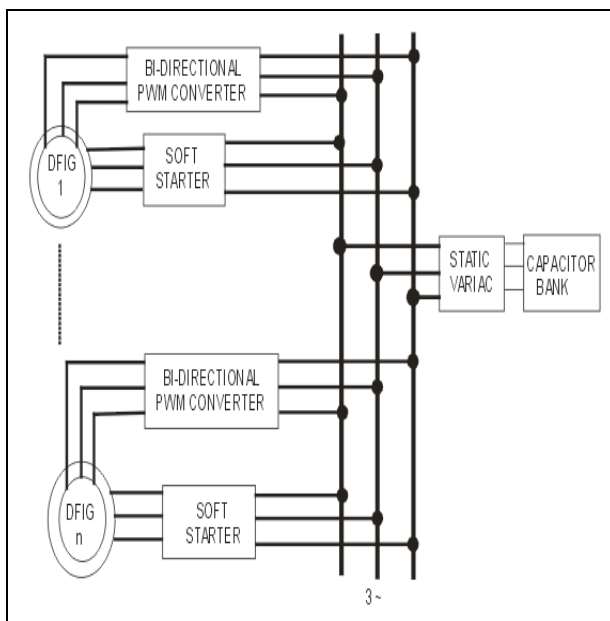 BI-DIRECTIONAL
PWM CONVERTER
DFIG
1
SOFT
STARTER
STATIC
VARIAC
CAPACITOR
BANK
BI-DIRECTIONAL
PWM CONVERTER
DFIG
n
SOFT
STARTER
3 ~